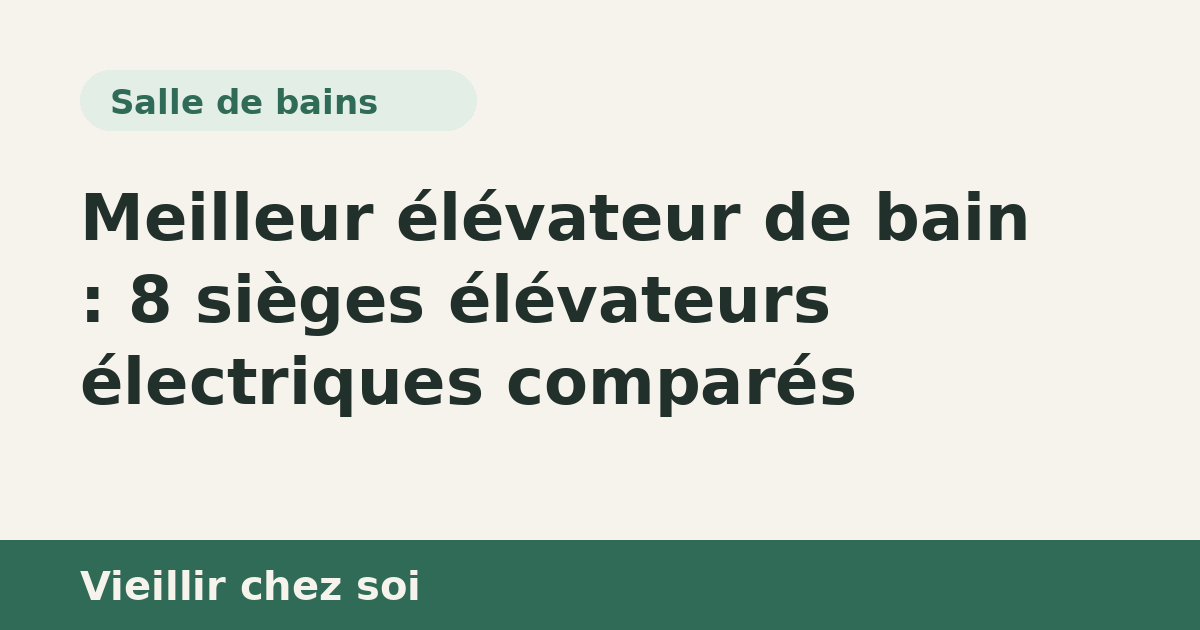 Salle de bains
Meilleur élévateur de bain
: 8 sièges élévateurs
électriques comparés
Vieillir chez soi